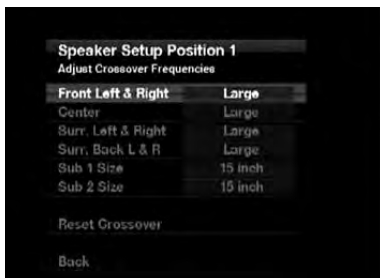 Speaker Setup Position 1
Adjust Crossover Frequencies
Front Left & Right Large
Center Large
Surr. Left & Right Large
Surr. Back L & R Large
Sub 1 Size 15 inch
Sub 2 Size 15 inch
Reset Crossover
Back